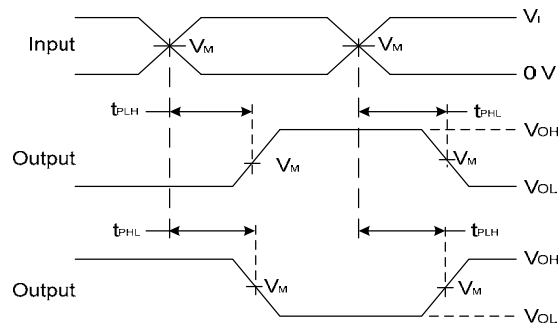 Input VM VM VI
0 V
tPLH tPHL
Output VM VM VOH
VOL
tPHL tPLH
Output VM VM VOH
VOL